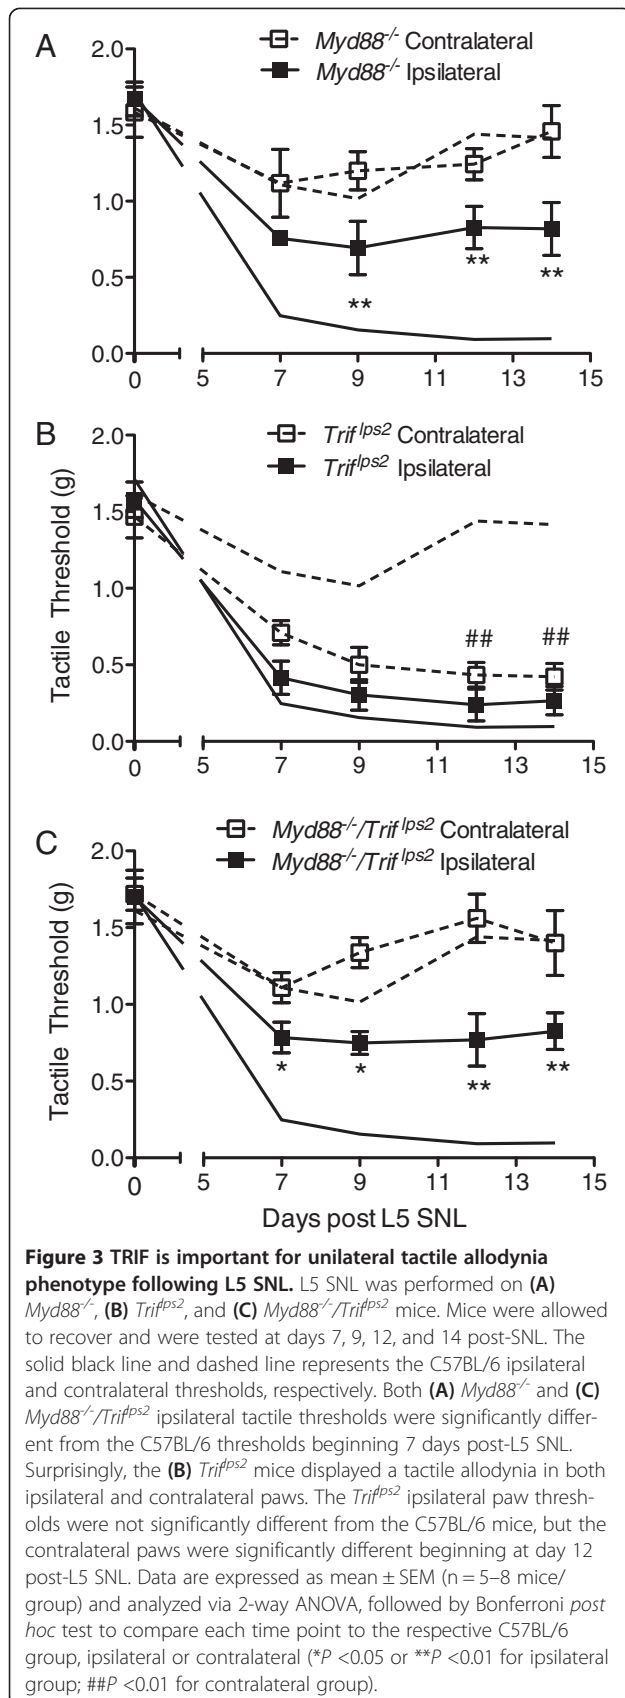 A
Myd88-/- Contralateral
Myd88-/- Ipsilateral
2.0
1.5
1.0
0.5
0.0
0 5 7 9 11 13 15
** ** **
B
Trif lps2 Contralateral
Trif lps2 Ipsilateral
Tactile Threshold (g)
2.0
1.5
1.0
0.5
0.0
0 5 7 9 11 13 15
## ##
C
Myd88-/-/Trif lps2 Contralateral
Myd88-/-/Trif lps2 Ipsilateral
Tactile Threshold (g)
2.0
1.5
1.0
0.5
0.0
0 5 7 9 11 13 15
* * ** **
Days post L5 SNL
Figure 3 TRIF is important for unilateral tactile allodynia
phenotype following L5 SNL. L5 SNL was performed on (A)
Myd88-/-, (B) Triflps2, and (C) Myd88-/-/Triflps2 mice. Mice were allowed
to recover and were tested at days 7, 9, 12, and 14 post-SNL. The
solid black line and dashed line represents the C57BL/6 ipsilateral
and contralateral thresholds, respectively. Both (A) Myd88-/- and (C)
Myd88-/-/Triflps2 ipsilateral tactile thresholds were significantly differ-
ent from the C57BL/6 thresholds beginning 7 days post-L5 SNL.
Surprisingly, the (B) Triflps2 mice displayed a tactile allodynia in both
ipsilateral and contralateral paws. The Triflps2 ipsilateral paw thresh-
olds were not significantly different from the C57BL/6 mice, but the
contralateral paws were significantly different beginning at day 12
post-L5 SNL. Data are expressed as mean ± SEM (n = 5–8 mice/
group) and analyzed via 2-way ANOVA, followed by Bonferroni post
hoc test to compare each time point to the respective C57BL/6
group, ipsilateral or contralateral (*P <0.05 or **P <0.01 for ipsilateral
group; ##P <0.01 for contralateral group).